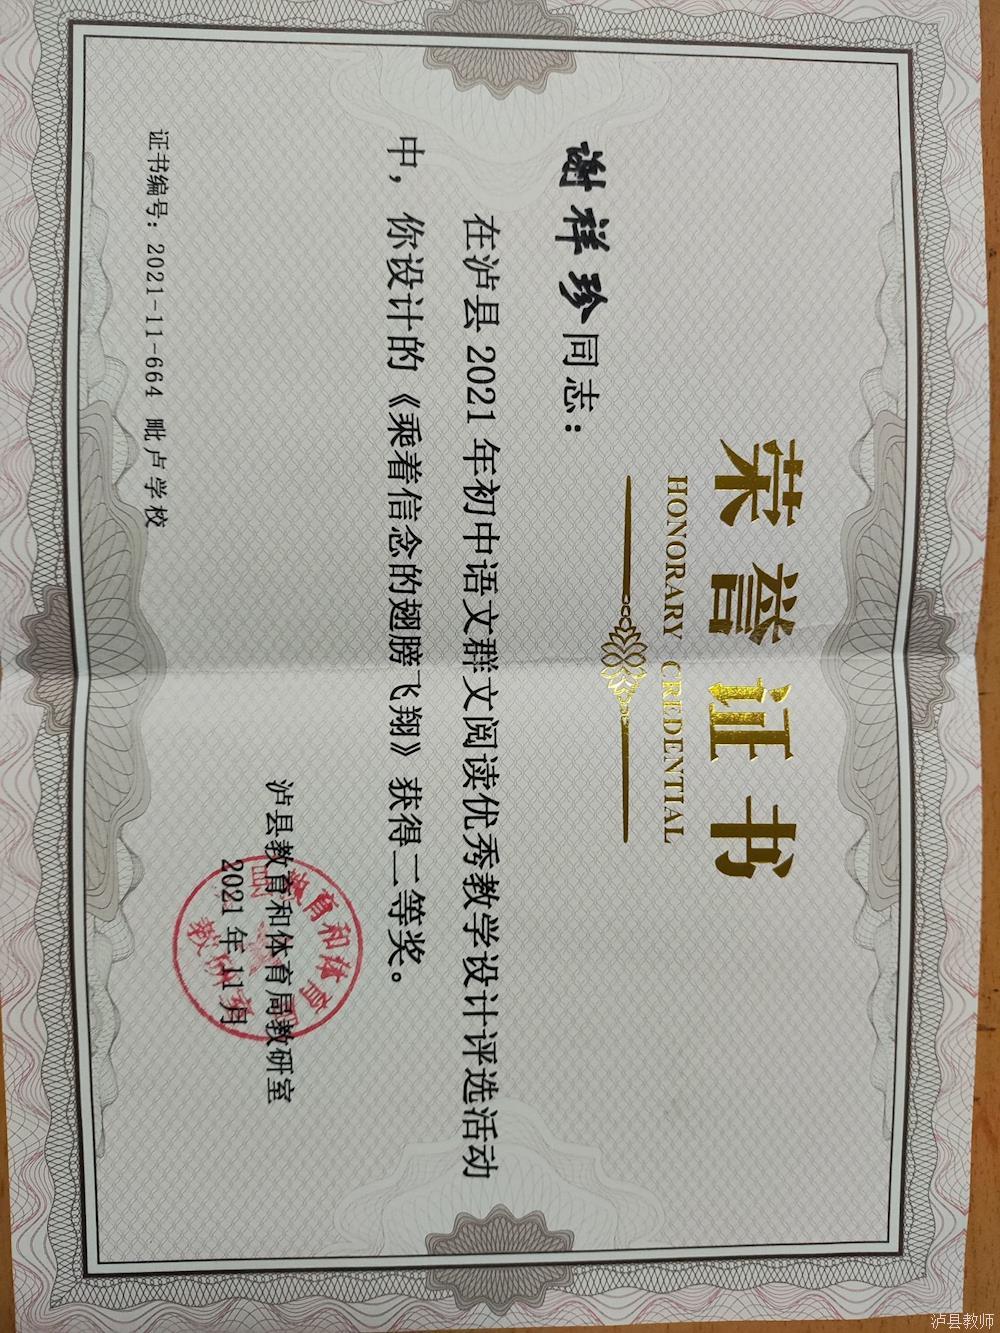 荣誉证书
HONORARY CREDENTIAL
谢祥珍同志：
在泸县2021年初中语文群文阅读优秀教学设计评选活动
中，你设计的《乘着信念的翅膀飞翔》获得二等奖。
泸县教育和体育局教研室
2021年11月
证书编号：2021-11-664 毗卢学校
泸县教师